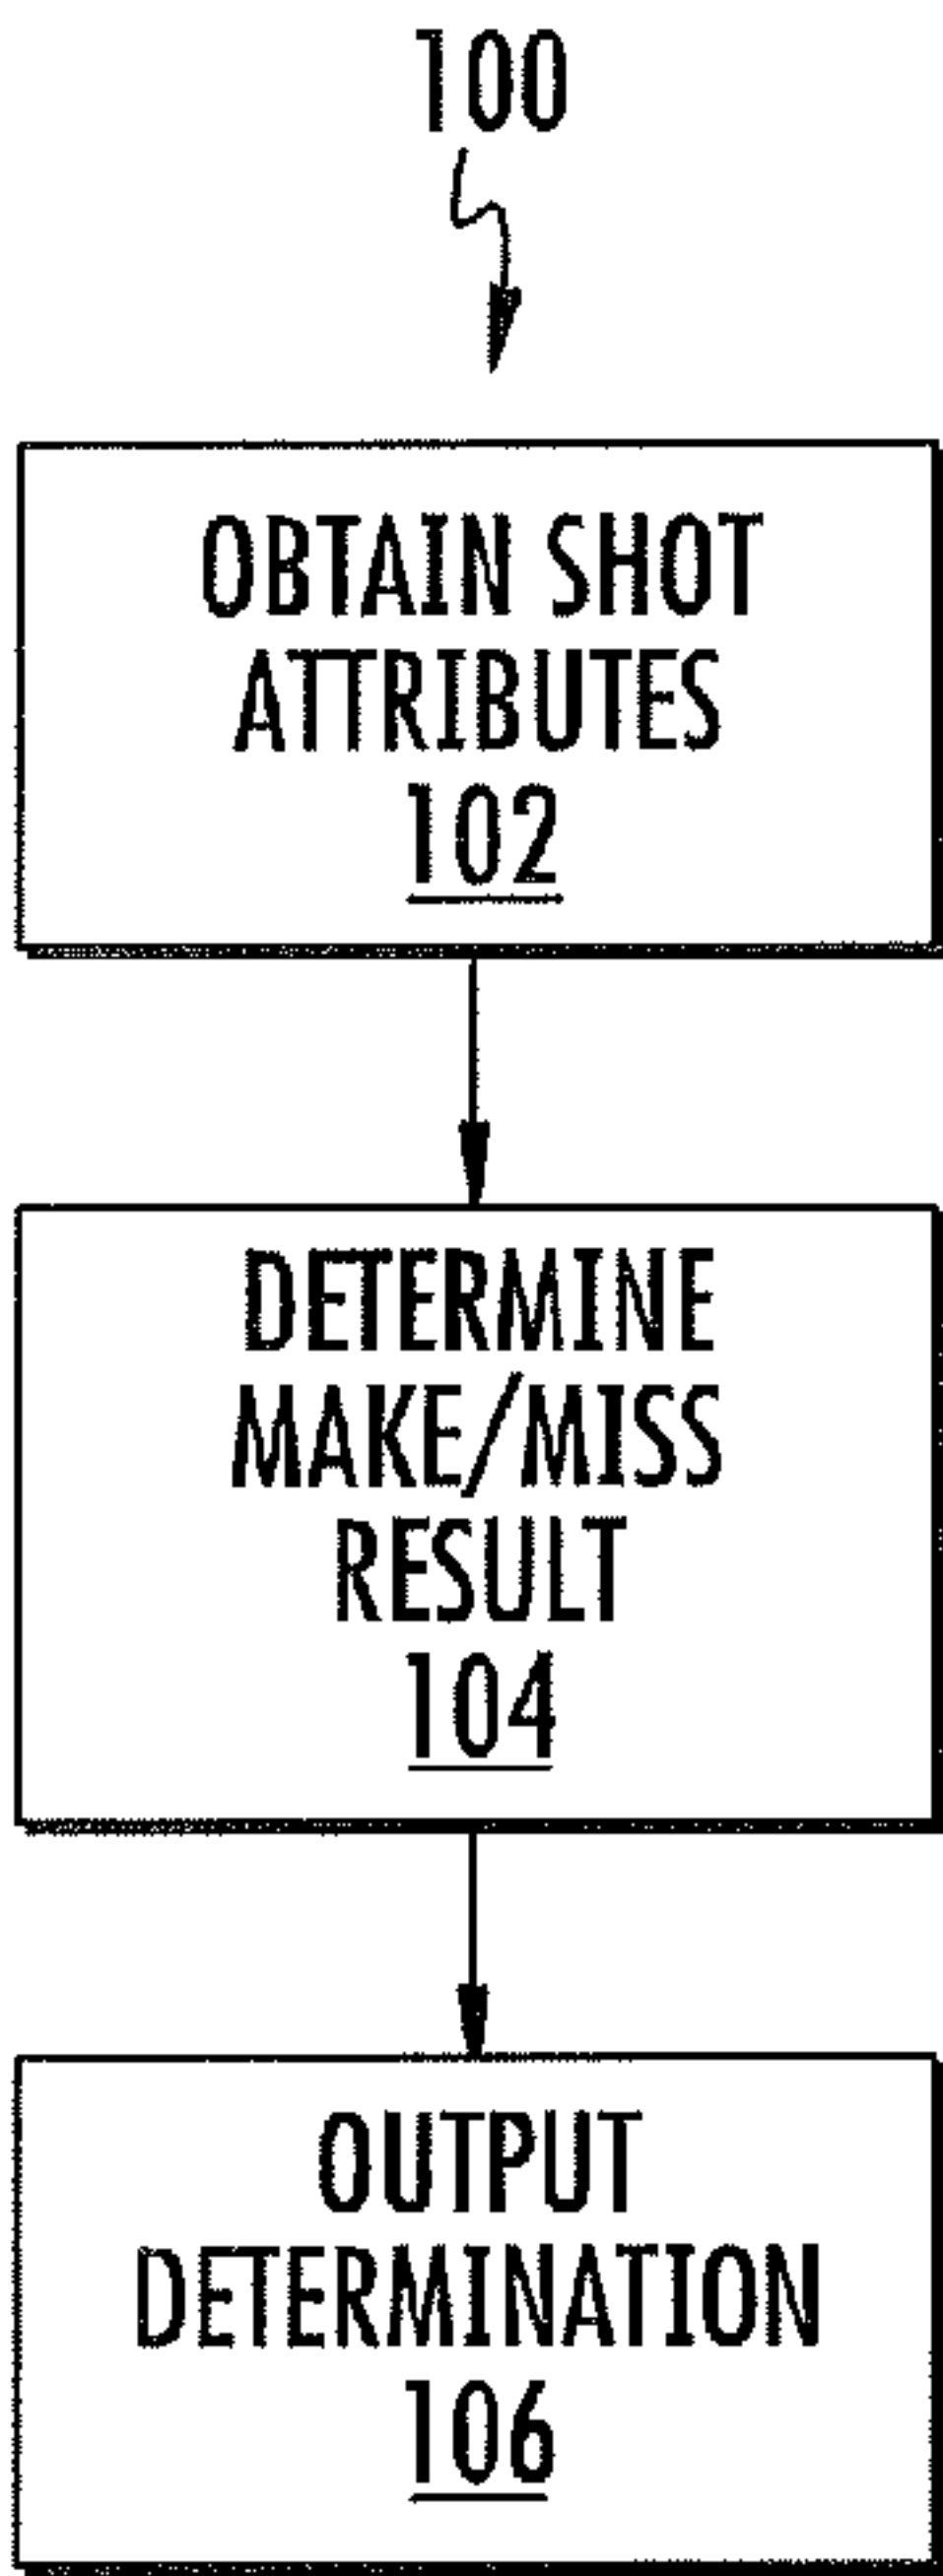 100
OBTAIN SHOT
ATTRIBUTES
102
DETERMINE
MAKE/MISS
RESULT
104
OUTPUT
DETERMINATION
106